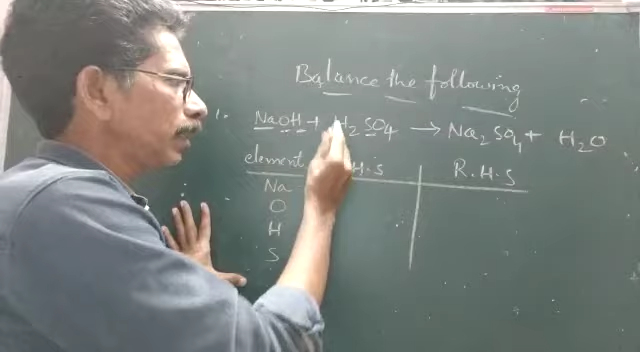 Balance the following
1. NaOH + H₂SO₄ → Na₂SO₄ + H₂O
element H.S R.H.S
Na
O
H
S